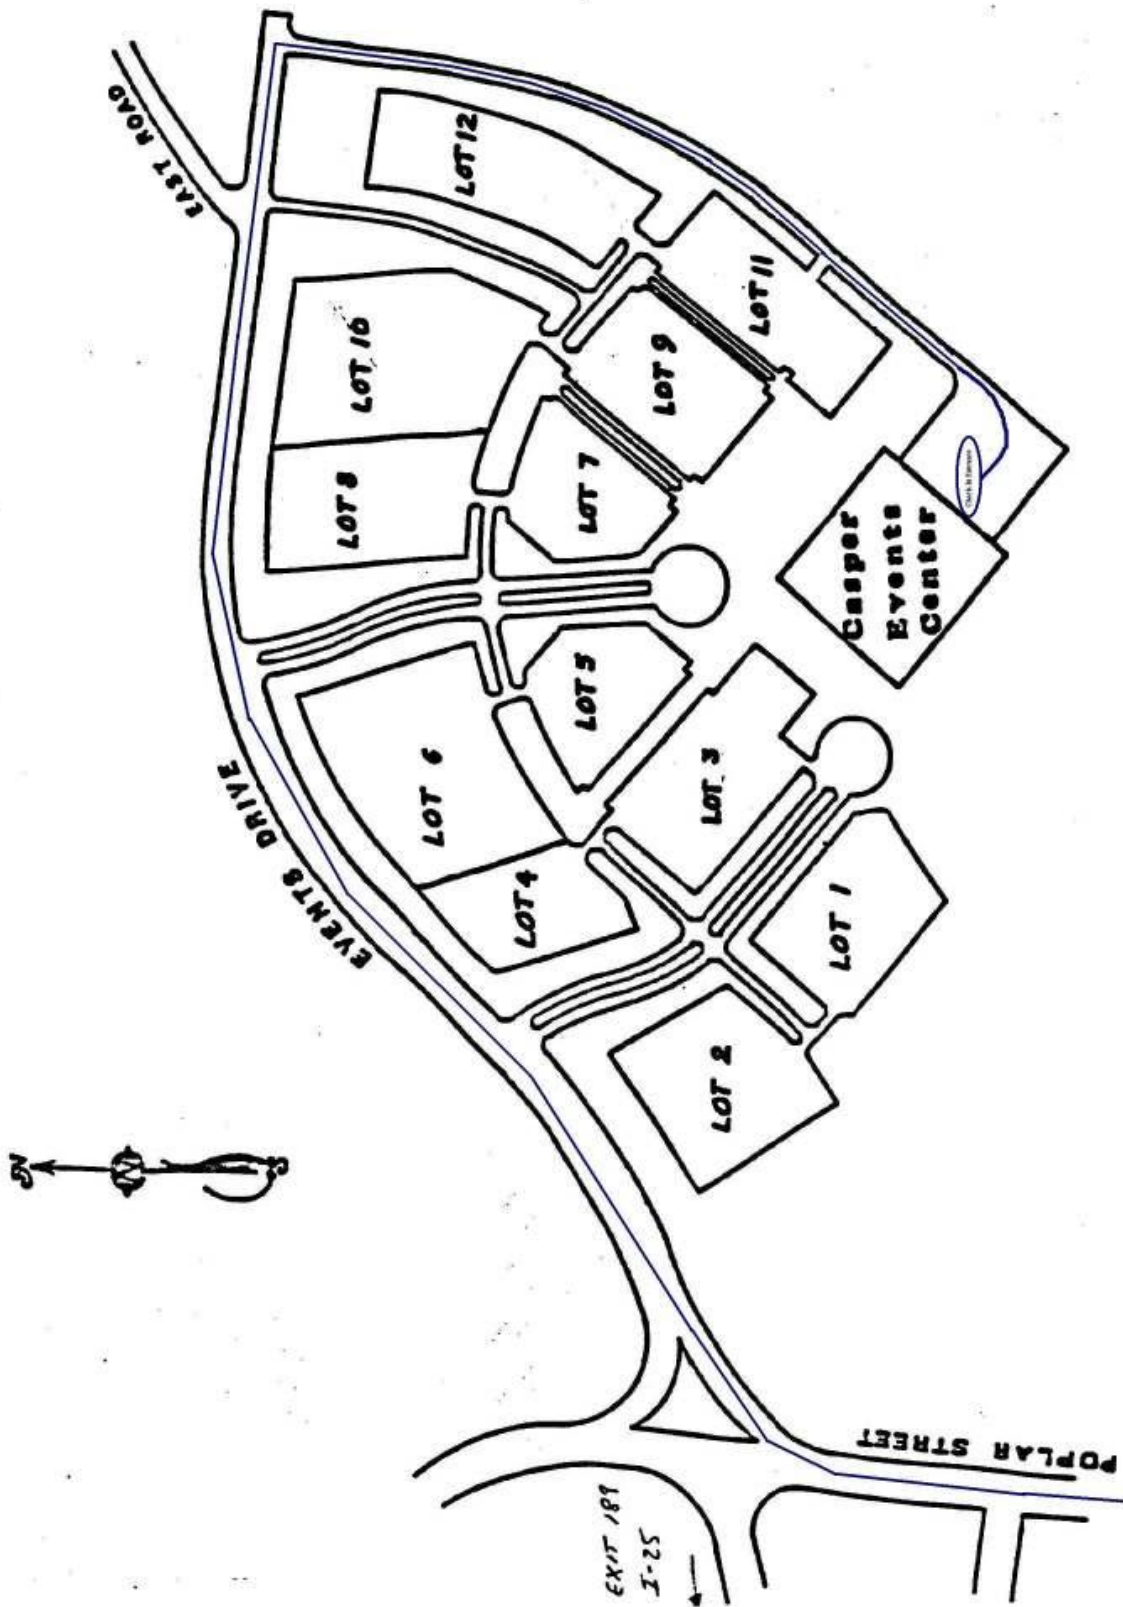 EAST ROAD
LOT 12
LOT 11
LOT 10
LOT 9
LOT 8
LOT 7
Casper
Events
Center
LOT 5
LOT 6
LOT 3
EVENTS DRIVE
LOT 4
LOT 1
LOT 2
N
S
POPLAR STREET
EXIT 189
I-25